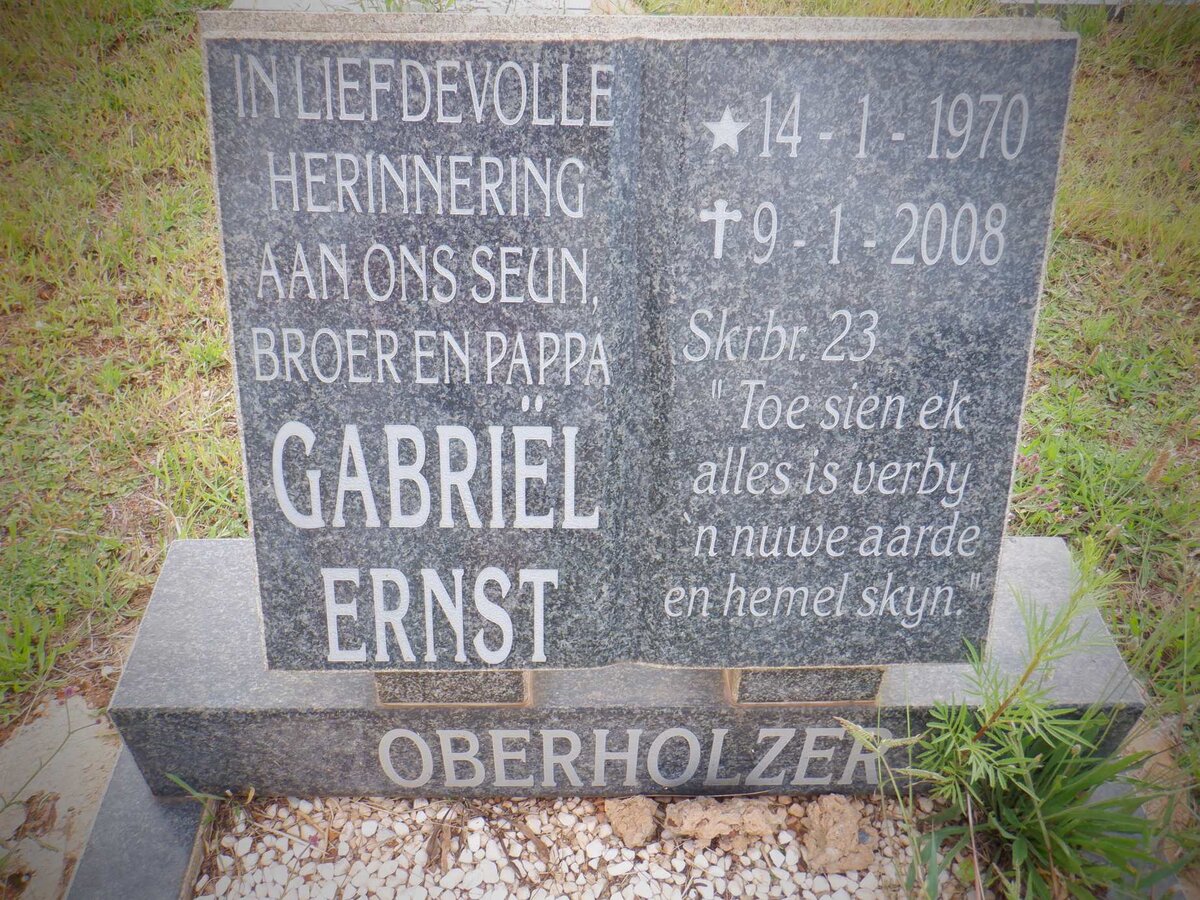 IN LIEFDEVOLLE
HERINNERING
AAN ONS SEUN,
BROER EN PAPPA
GABRIËL
ERNST
★ 14 - 1 - 1970
✝ 9 - 1 - 2008
Skrbr. 23
" Toe sien ek
alles is verby
`n nuwe aarde
en hemel skyn."
OBERHOLZER